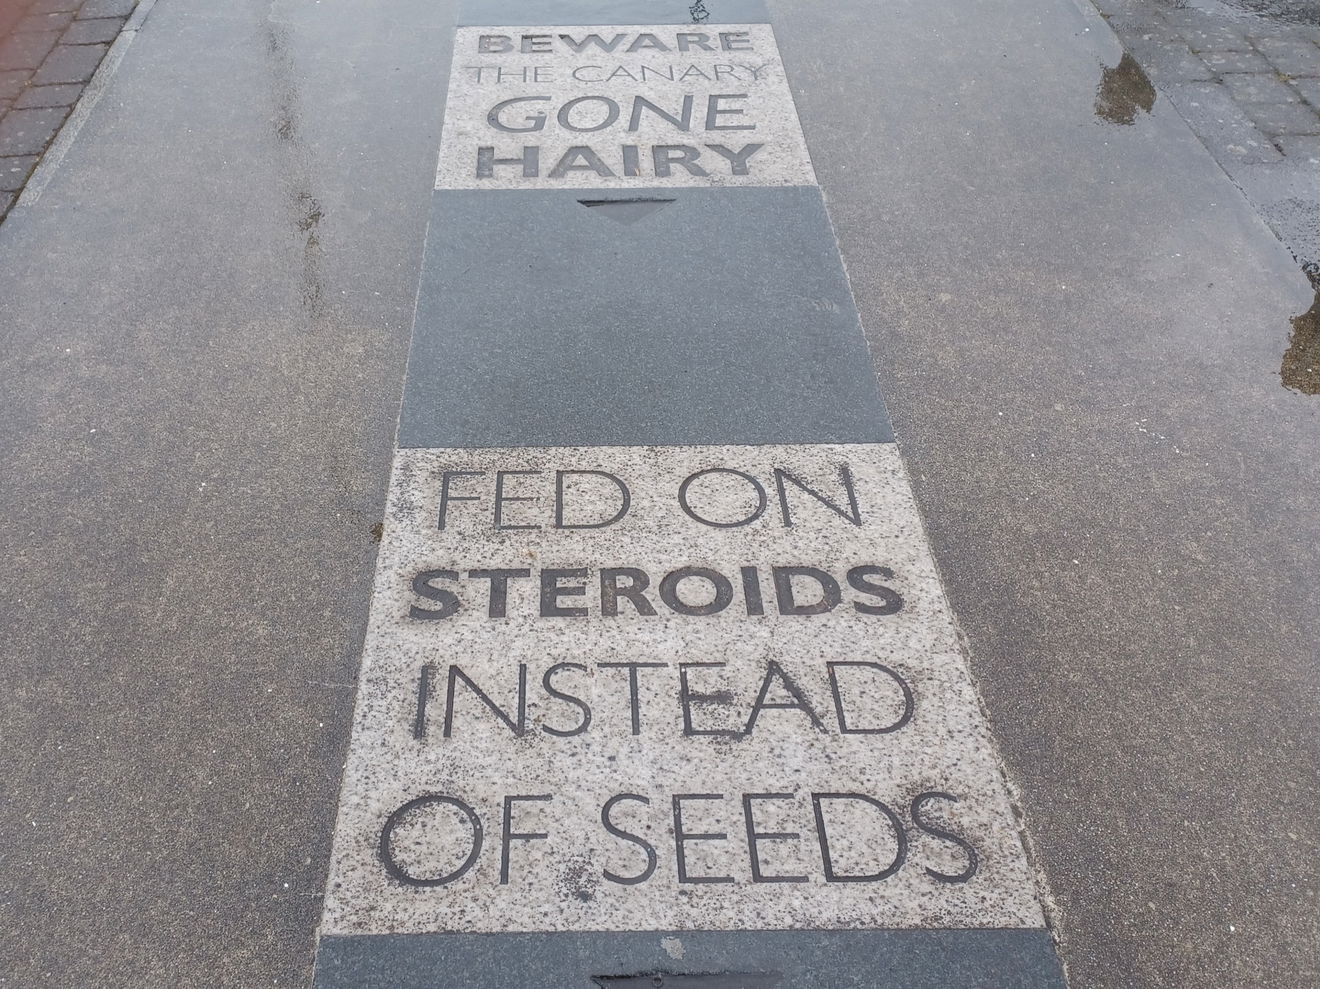 BEWARE
THE CANARY
GONE
HAIRY
FED ON
STEROIDS
INSTEAD
OF SEEDS